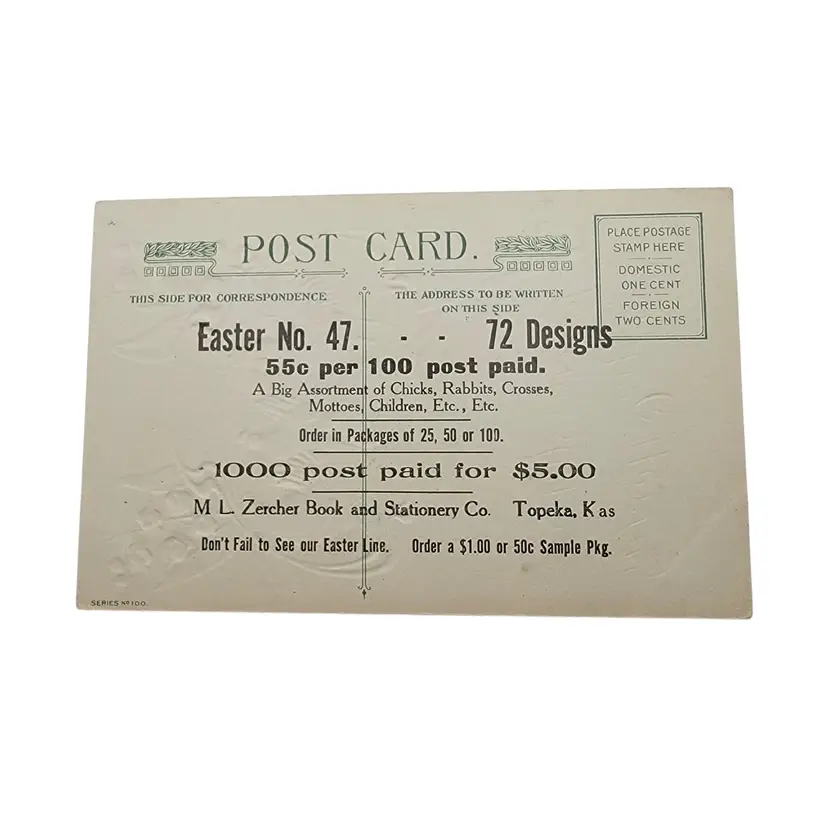 POST CARD.
PLACE POSTAGE
STAMP HERE
DOMESTIC
ONE CENT
FOREIGN
TWO CENTS
THIS SIDE FOR CORRESPONDENCE
THE ADDRESS TO BE WRITTEN
ON THIS SIDE
Easter No. 47. - - 72 Designs
55c per 100 post paid.
A Big Assortment of Chicks, Rabbits, Crosses,
Mottoes, Children, Etc., Etc.
Order in Packages of 25, 50 or 100.
1000 post paid for $5.00
M L. Zercher Book and Stationery Co. Topeka, Kas
Don't Fail to See our Easter Line. Order a $1.00 or 50c Sample Pkg.
SERIES Nº 100.